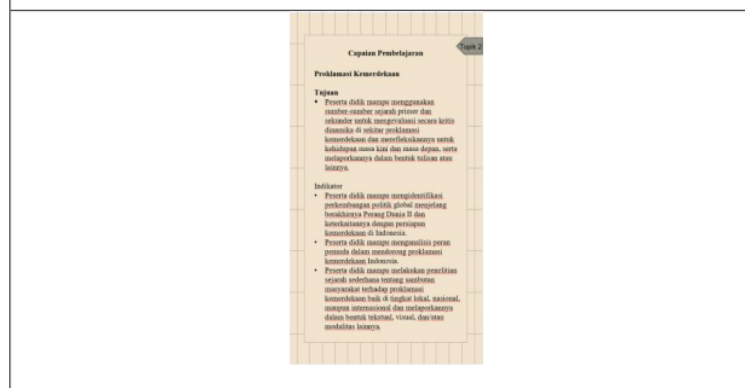 Topik 2
Capaian Pembelajaran
Proklamasi Kemerdekaan
Tujuan
• Peserta didik mampu menggunakan
sumber-sumber sejarah primer dan
sekunder untuk mengevaluasi secara kritis
dinamika di sekitar proklamasi
kemerdekaan dan merefleksikannya untuk
kehidupan masa kini dan masa depan, serta
melaporkannya dalam bentuk tulisan atau
lainnya.
Indikator
• Peserta didik mampu mengidentifikasi
perkembangan politik global menjelang
berakhirnya Perang Dunia II dan
keterkaitannya dengan persiapan
kemerdekaan di Indonesia.
• Peserta didik mampu menganalisis peran
pemuda dalam mendorong proklamasi
kemerdekaan Indonesia.
• Peserta didik mampu melakukan penelitian
sejarah sederhana tentang sambutan
masyarakat terhadap proklamasi
kemerdekaan baik di tingkat lokal, nasional,
maupun internasional dan melaporkannya
dalam bentuk tekstual, visual, dan/atau
modalitas lainnya.